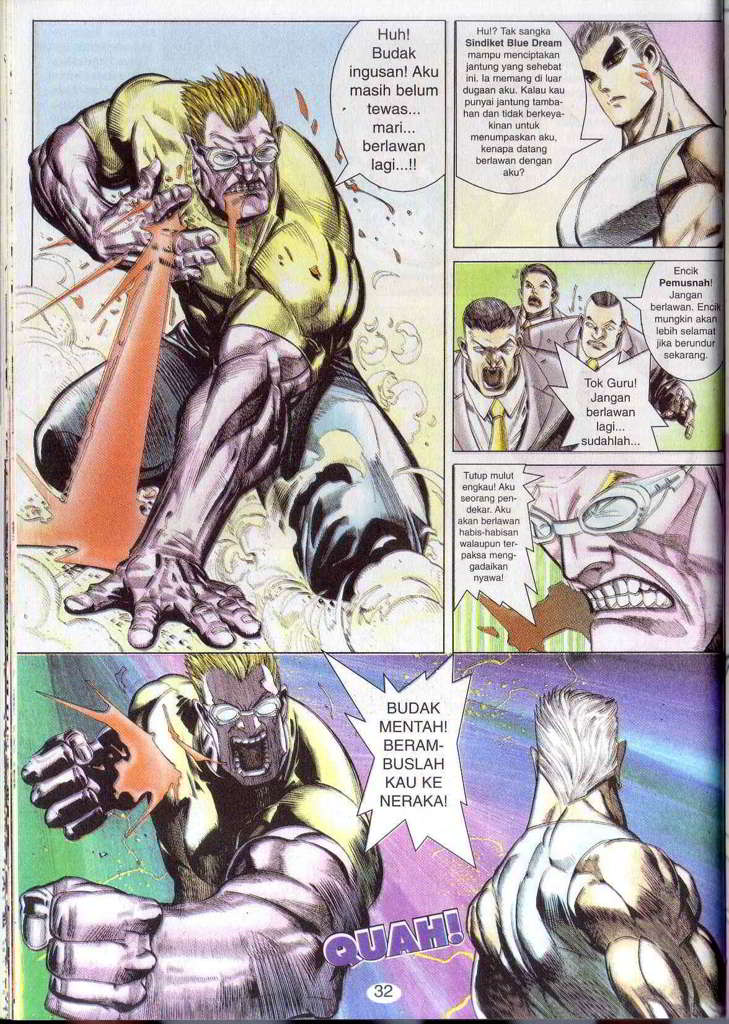 Huh!
Budak
ingusan! Aku
masih belum
tewas...
mari...
berlawan
lagi...!!
Hu!? Tak sangka
Sindiket Blue Dream
mampu menciptakan
jantung yang sehebat
ini. Ia memang di luar
dugaan aku. Kalau kau
punyai jantung tamba-
han dan tidak berkeya-
kinan untuk
menumpaskan aku,
kenapa datang
berlawan dengan
aku?
Encik
Pemusnah!
Jangan
berlawan. Encik
mungkin akan
lebih selamat
jika berundur
sekarang.
Tok Guru!
Jangan
berlawan
lagi...
sudahlah...
Tutup mulut
engkau! Aku
seorang pen-
dekar. Aku
akan berlawan
habis-habisan
walaupun ter-
paksa meng-
gadaikan
nyawa!
BUDAK
MENTAH!
BERAM-
BUSLAH
KAU KE
NERAKA!
QUAH!
32